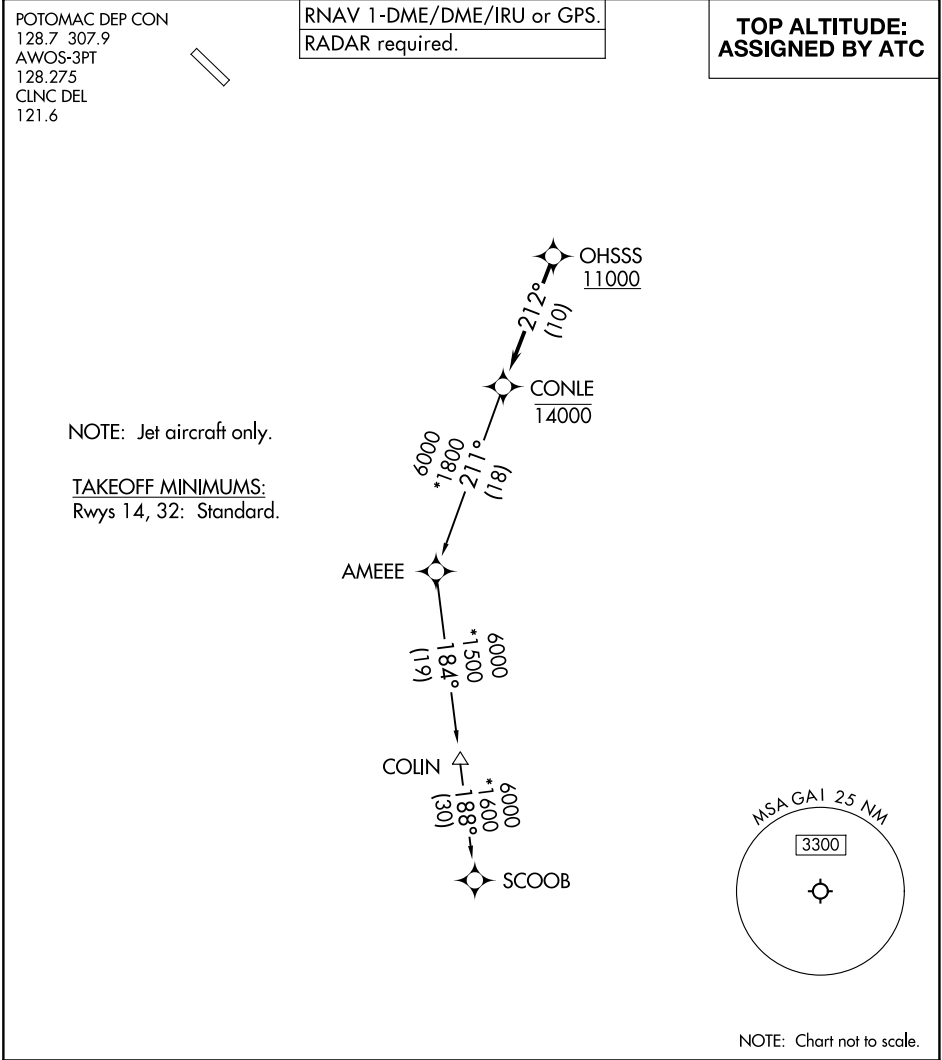 POTOMAC DEP CON
128.7 307.9
AWOS-3PT
128.275
CLNC DEL
121.6
RNAV 1-DME/DME/IRU or GPS.
RADAR required.
TOP ALTITUDE:
ASSIGNED BY ATC
OHSSS
11000
212°
(10)
CONLE
14000
NOTE: Jet aircraft only.
TAKEOFF MINIMUMS:
Rwys 14, 32: Standard.
6000
*1800
211°
(18)
AMEEE
6000
*1500
184°
(19)
COLIN
6000
*1600
188°
(30)
SCOOB
MSA GAI 25 NM
3300
NOTE: Chart not to scale.